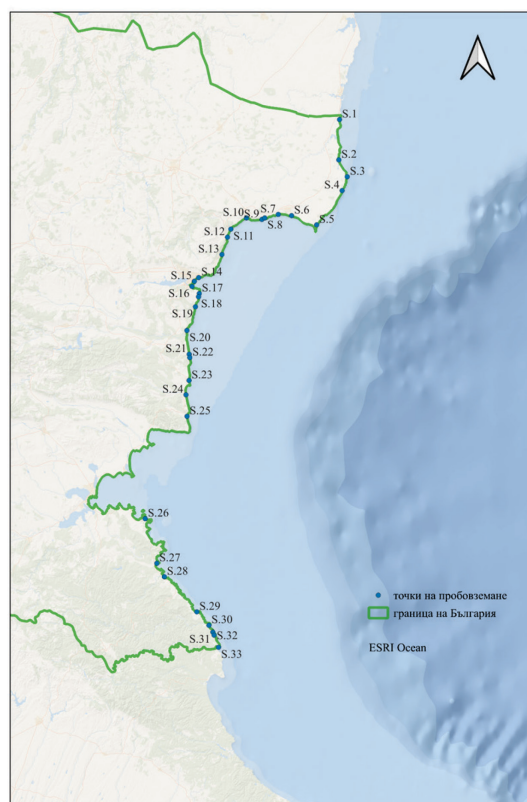 S.1
S.2
S.3
S.4
S.5
S.6
S.7
S.8
S.9
S.10
S.11
S.12
S.13
S.14
S.15
S.16
S.17
S.18
S.19
S.20
S.21
S.22
S.23
S.24
S.25
S.26
S.27
S.28
S.29
S.30
S.31
S.32
S.33
точки на пробовземане
граница на България
ESRI Ocean